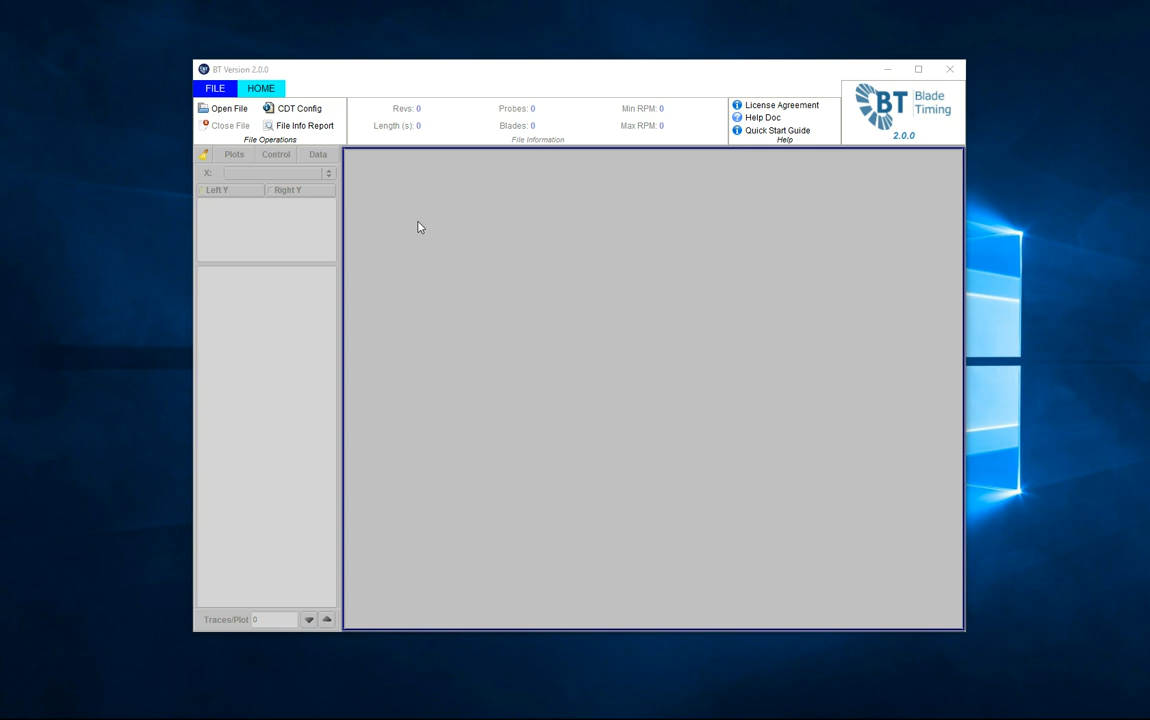 BT Version 2.0.0
FILE HOME
Open File CDT Config
Close File File Info Report
File Operations
Revs: 0 Probes: 0 Min RPM: 0
Length (s): 0 Blades: 0 Max RPM: 0
File Information
License Agreement
Help Doc
Quick Start Guide
Help
BT Blade Timing
2.0.0
Plots Control Data
X:
Left Y Right Y
Traces/Plot 0